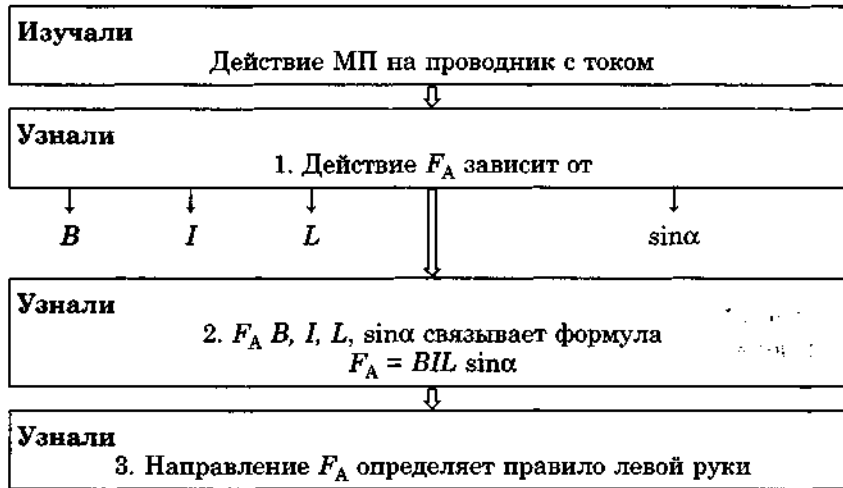 Изучали
Действие МП на проводник с током
Узнали
1. Действие F_A зависит от
B I L sinα
Узнали
2. F_A B, I, L, sinα связывает формула
F_A = BIL sinα
Узнали
3. Направление F_A определяет правило левой руки